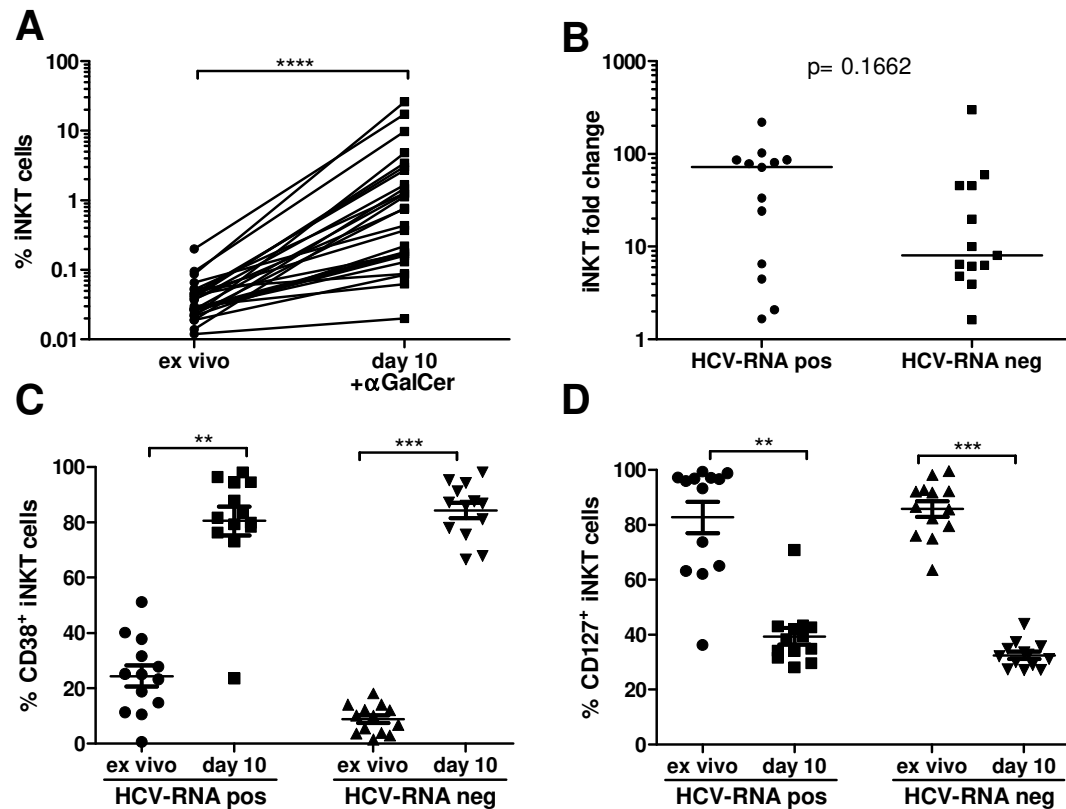 A
% iNKT cells
100
10
1
0.1
0.01
****
ex vivo
day 10
+αGalCer
B
iNKT fold change
1000
100
10
1
p= 0.1662
HCV-RNA pos
HCV-RNA neg
C
% CD38+ iNKT cells
100
80
60
40
20
0
**
***
ex vivo
day 10
ex vivo
day 10
HCV-RNA pos
HCV-RNA neg
D
% CD127+ iNKT cells
100
80
60
40
20
0
**
***
ex vivo
day 10
ex vivo
day 10
HCV-RNA pos
HCV-RNA neg